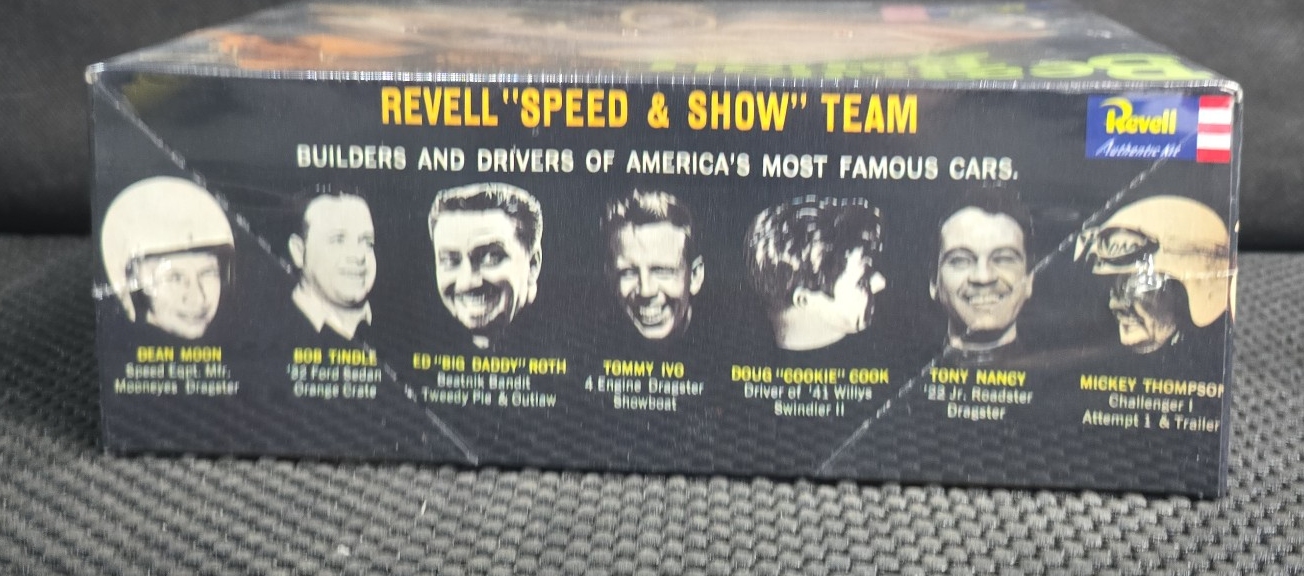 REVELL "SPEED & SHOW" TEAM
Revell
Authentic Kit
BUILDERS AND DRIVERS OF AMERICA'S MOST FAMOUS CARS.
DEAN MOON
Speed Eqpt. Mfr.
Mooneyes Dragster
BOB TINDLE
Ford Sedan
Orange Crate
ED "BIG DADDY" ROTH
Beatnik Bandit
Tweedy Pie & Outlaw
TOMMY IVO
4 Engine Dragster
Showboat
DOUG "COOKIE" COOK
Driver of '41 Willys
Swindler II
TONY NANCY
'22 Jr. Roadster
Dragster
MICKEY THOMPSON
Challenger I
Attempt 1 & Trailer